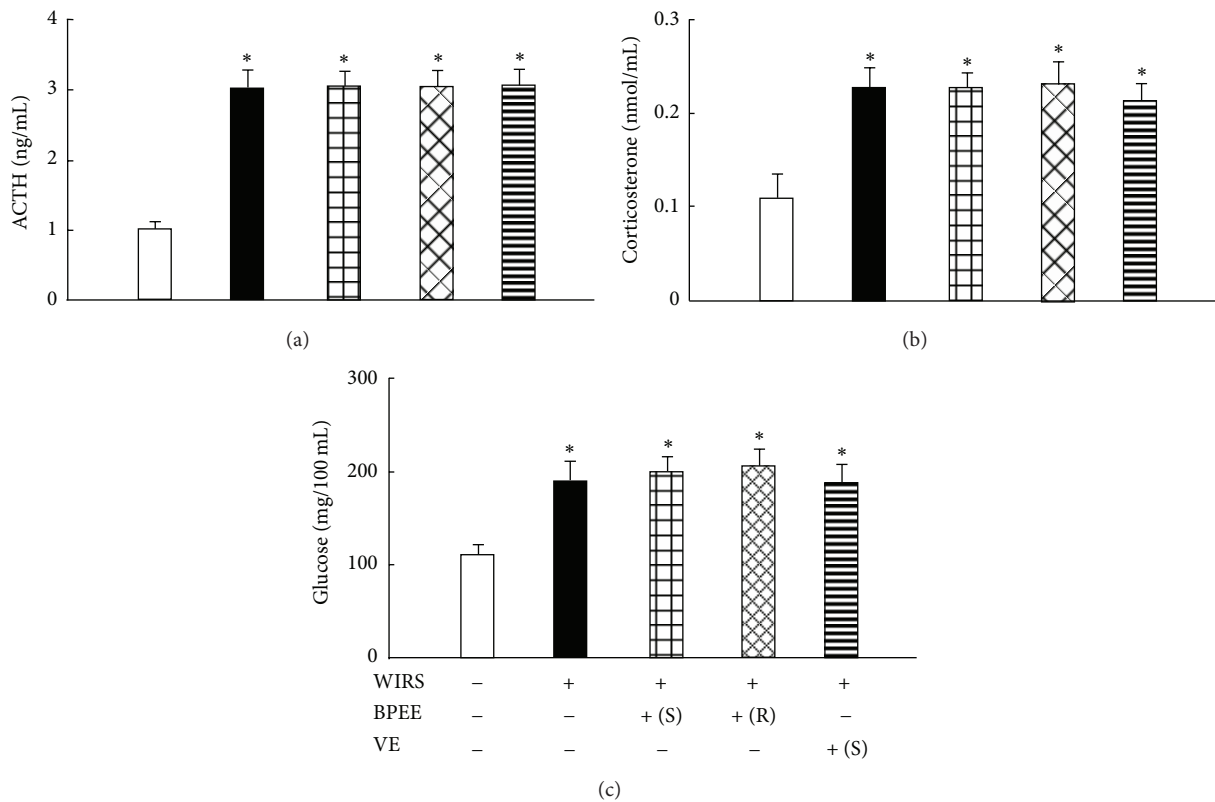 4
3
2
1
0
ACTH (ng/mL)
* * * *
(a)
0.3
0.2
0.1
0
Corticosterone (nmol/mL)
* * * *
(b)
300
200
100
0
Glucose (mg/100 mL)
* * * *
WIRS − + + + +
BPEE − − + (S) + (R) −
VE − − − − + (S)
(c)